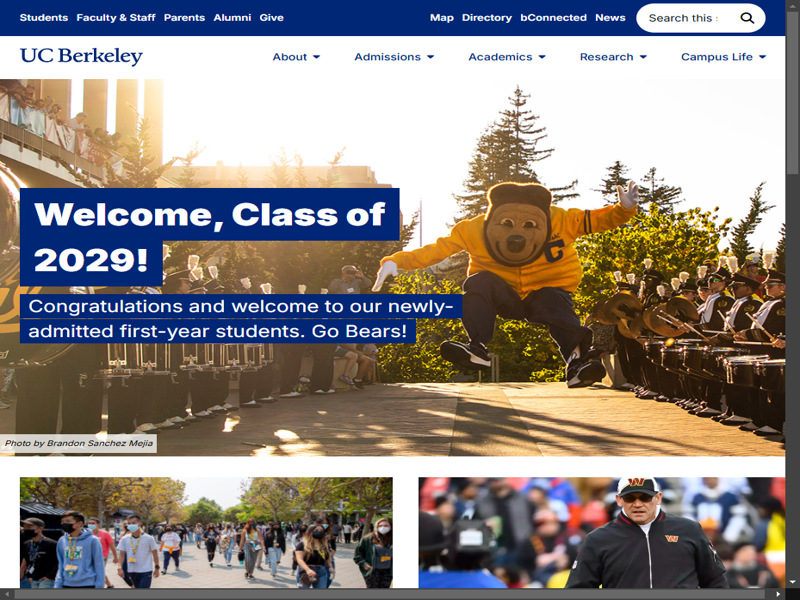 Students Faculty & Staff Parents Alumni Give Map Directory bConnected News Search this
UC Berkeley About Admissions Academics Research Campus Life
Welcome, Class of
2029!
Congratulations and welcome to our newly-
admitted first-year students. Go Bears!
Photo by Brandon Sanchez Mejia
C
W
W